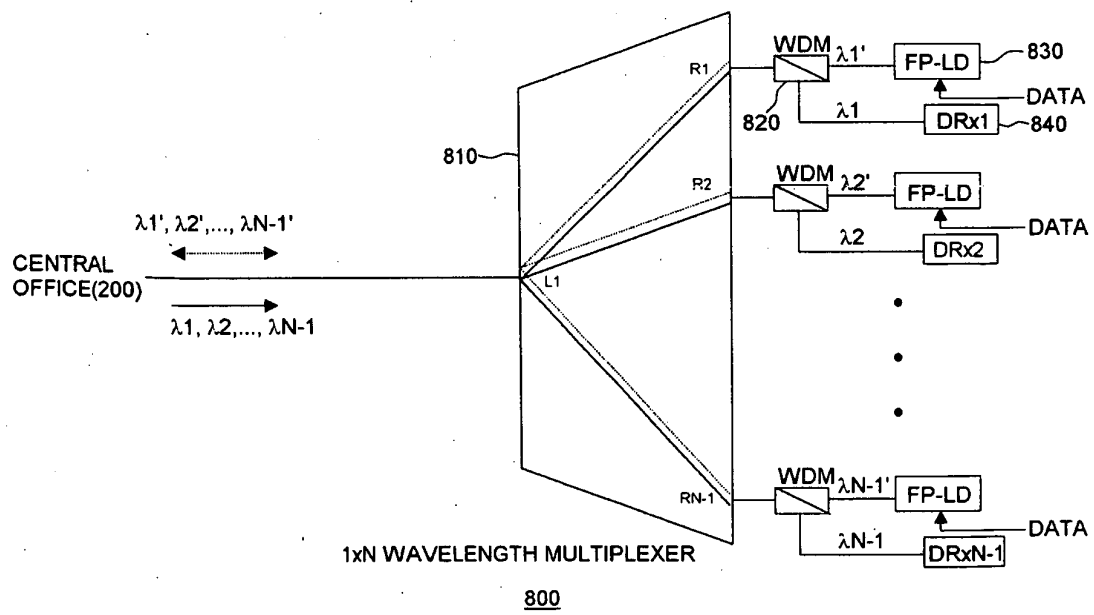 WDM λ1' FP-LD 830
R1
DATA
820 λ1 DRx1 840
810
WDM λ2' FP-LD
R2
DATA
λ2 DRx2
λ1', λ2',..., λN-1'
CENTRAL
OFFICE(200)
L1
λ1, λ2,..., λN-1
WDM λN-1' FP-LD
RN-1
DATA
λN-1 DRxN-1
1xN WAVELENGTH MULTIPLEXER
800